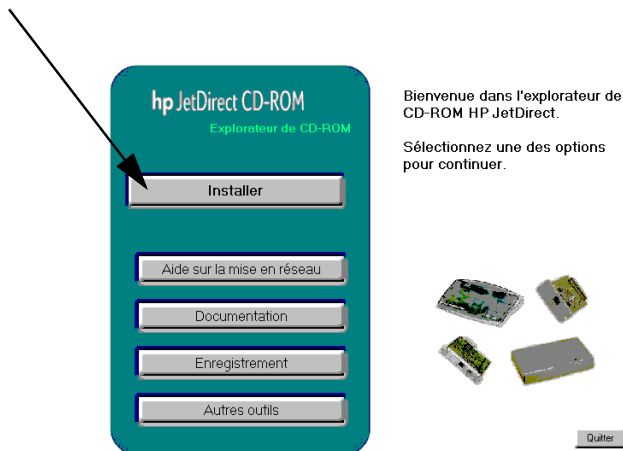 hp JetDirect CD-ROM
Explorateur de CD-ROM
Installer
Aide sur la mise en réseau
Documentation
Enregistrement
Autres outils
Bienvenue dans l'explorateur de
CD-ROM HP JetDirect.
Sélectionnez une des options
pour continuer.
Quitter